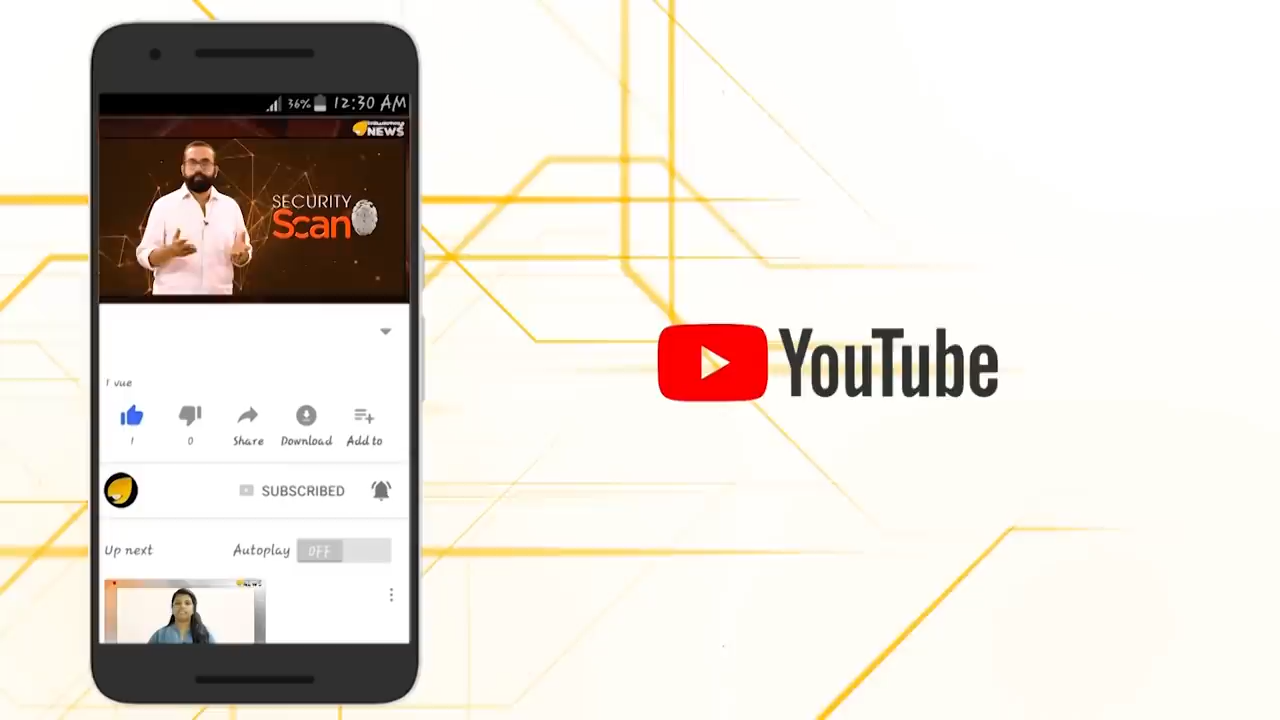 36% 12:30 AM
NEWS
SECURITY
Scan
1 vue
1 0 Share Download Add to
SUBSCRIBED
Up next Autoplay OFF
NEWS
YouTube